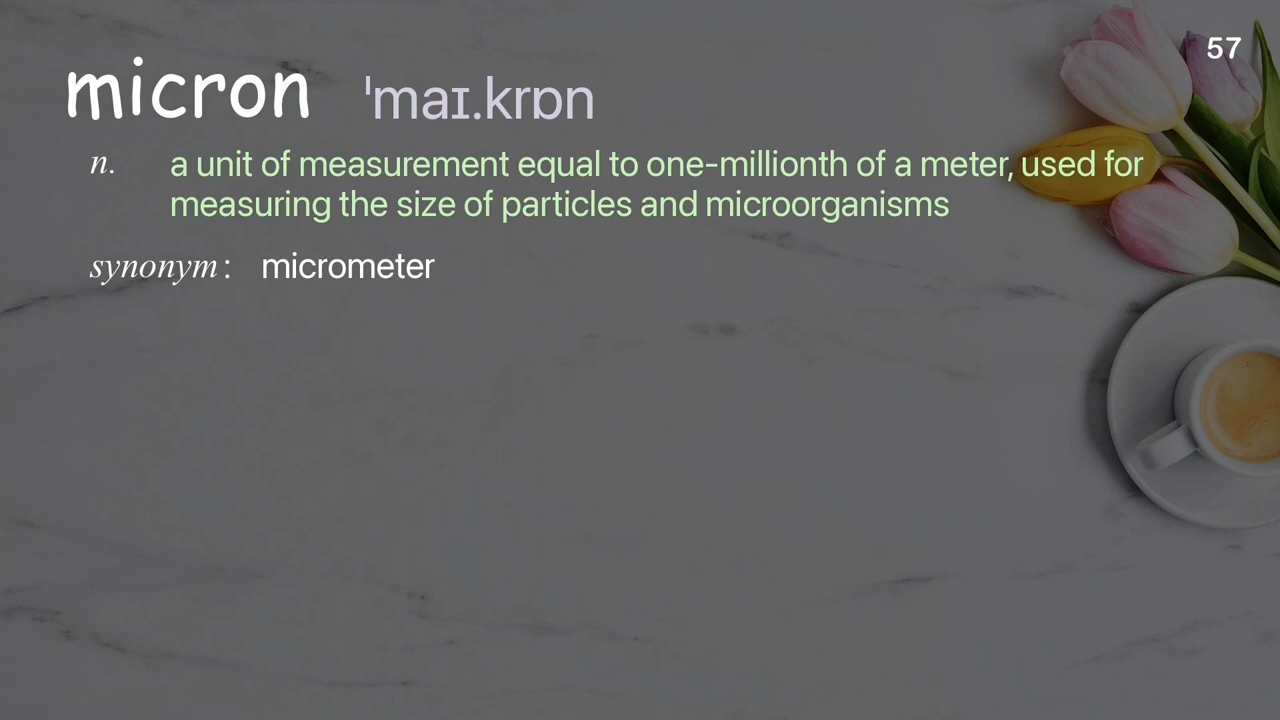 57
micron ˈmaɪ.krɒn
n. a unit of measurement equal to one-millionth of a meter, used for
measuring the size of particles and microorganisms
synonym: micrometer